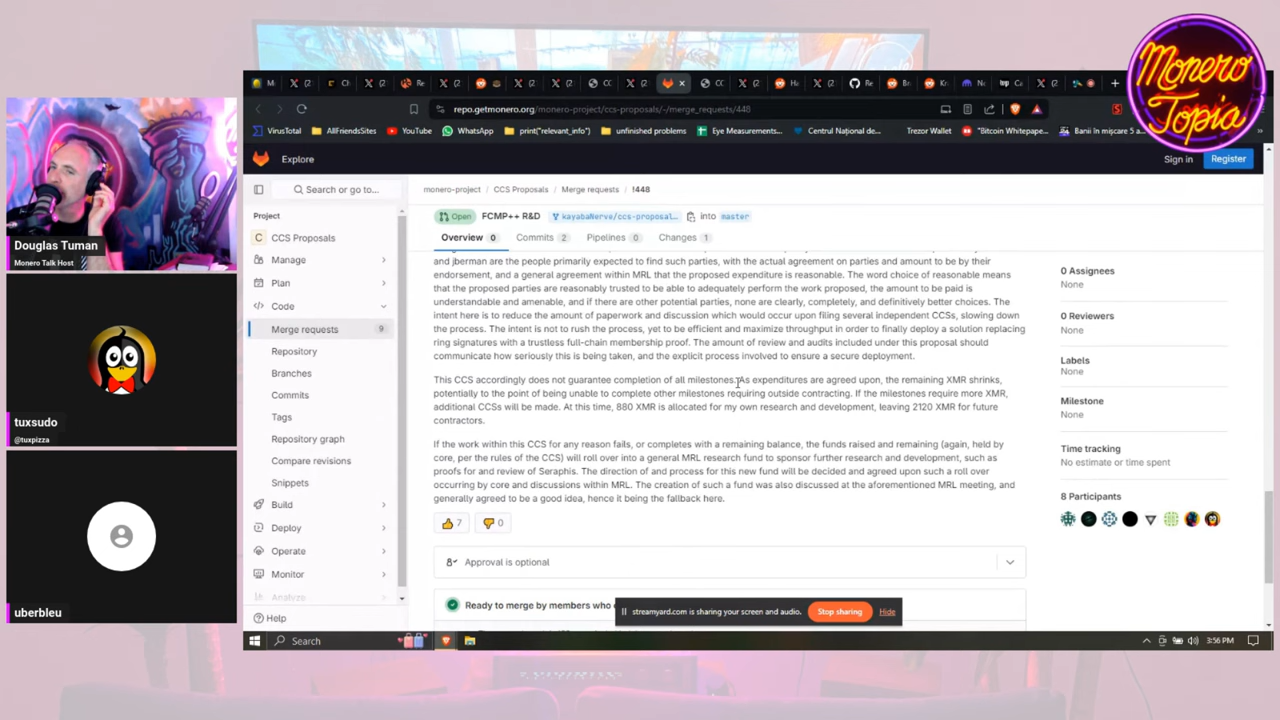 Monero
Topia
repo.getmonero.org/monero-project/ccs-proposals/-/merge_requests/448
VirusTotal
AllFriendsSites
YouTube
WhatsApp
print("relevant_info")
unfinished problems
Eye Measurements...
Centrul Naţional de...
Trezor Wallet
"Bitcoin Whitepape...
Banii în mişcare 5 a...
Explore
Sign in
Register
Search or go to...
monero-project
CCS Proposals
Merge requests
!448
Open
FCMP++ R&D
kayabaNerve/ccs-proposal...
into
master
Overview 0
Commits 2
Pipelines 0
Changes 1
Project
C CCS Proposals
Manage
Plan
Code
Merge requests 9
Repository
Branches
Commits
Tags
Repository graph
Compare revisions
Snippets
Build
Deploy
Operate
Monitor
Analyze
Help
and jberman are the people primarily expected to find such parties, with the actual agreement on parties and amount to be by their
endorsement, and a general agreement within MRL that the proposed expenditure is reasonable. The word choice of reasonable means
that the proposed parties are reasonably trusted to be able to adequately perform the work proposed, the amount to be paid is
understandable and amenable, and if there are other potential parties, none are clearly, completely, and definitively better choices. The
intent here is to reduce the amount of paperwork and discussion which would occur upon filing several independent CCSs, slowing down
the process. The intent is not to rush the process, yet to be efficient and maximize throughput in order to finally deploy a solution replacing
ring signatures with a trustless full-chain membership proof. The amount of review and audits included under this proposal should
communicate how seriously this is being taken, and the explicit process involved to ensure a secure deployment.
This CCS accordingly does not guarantee completion of all milestones. As expenditures are agreed upon, the remaining XMR shrinks,
potentially to the point of being unable to complete other milestones requiring outside contracting. If the milestones require more XMR,
additional CCSs will be made. At this time, 880 XMR is allocated for my own research and development, leaving 2120 XMR for future
contractors.
If the work within this CCS for any reason fails, or completes with a remaining balance, the funds raised and remaining (again, held by
core, per the rules of the CCS) will roll over into a general MRL research fund to sponsor further research and development, such as
proofs for and review of Seraphis. The direction of and process for this new fund will be decided and agreed upon such a roll over
occurring by core and discussions within MRL. The creation of such a fund was also discussed at the aforementioned MRL meeting, and
generally agreed to be a good idea, hence it being the fallback here.
7
0
Approval is optional
Ready to merge by members who
0 Assignees
None
0 Reviewers
None
Labels
None
Milestone
None
Time tracking
No estimate or time spent
8 Participants
streamyard.com is sharing your screen and audio.
Stop sharing
Hide
Search
3:56 PM
Douglas Tuman
Monero Talk Host
tuxsudo
@tuxpizza
uberbleu